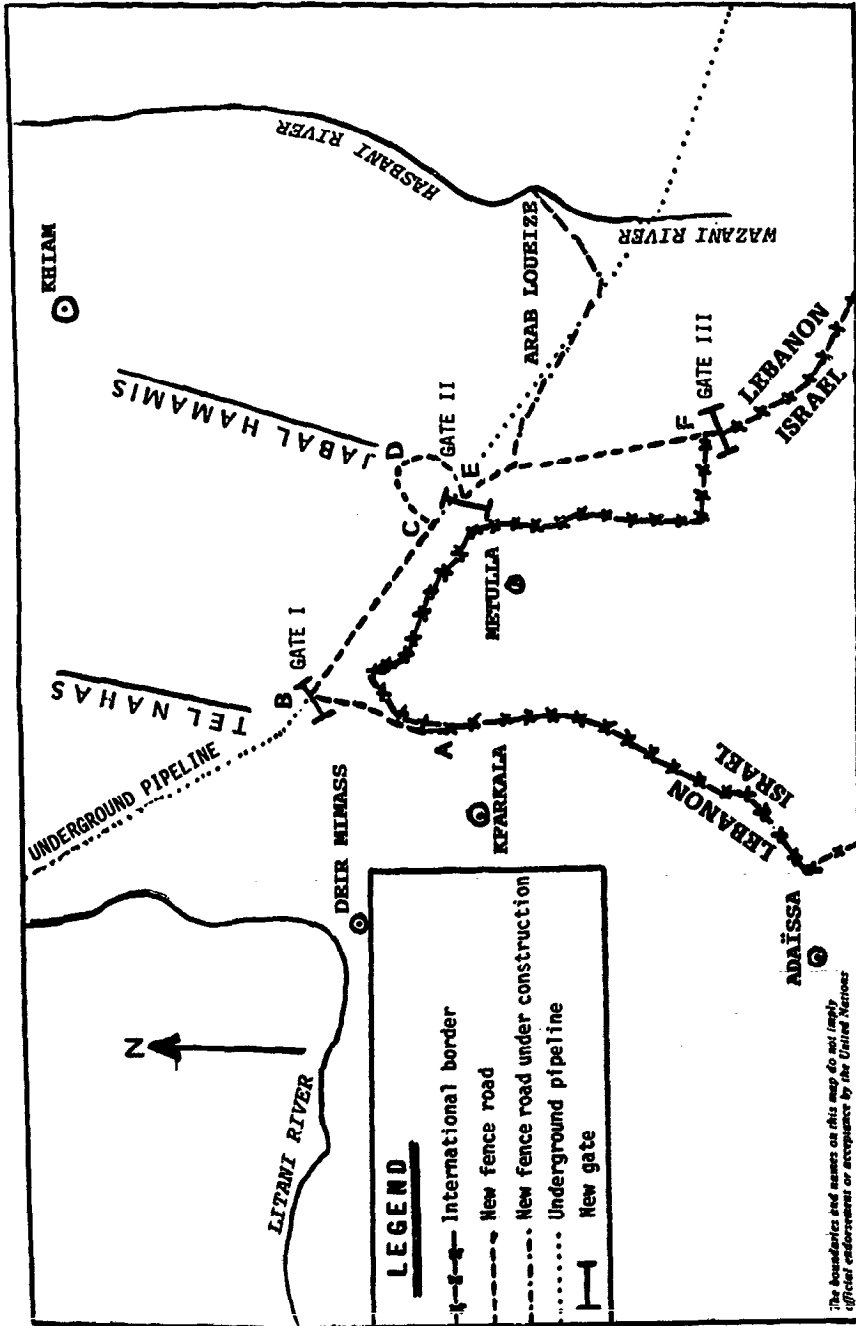 KHIAM
HASBANI RIVER
JABAL HAMAMIS
TEL NAHAS
UNDERGROUND PIPELINE
B
GATE I
C
D
GATE II
E
ARAB LOUEIZE
WAZANI RIVER
F
GATE III
LEBANON
ISRAEL
METULLA
A
KFARKALA
DEIR MIMASS
N
LITANI RIVER
ISRAEL
LEBANON
ADAÏSSA
LEGEND
International border
New fence road
New fence road under construction
Underground pipeline
New gate
The boundaries and names on this map do not imply
official endorsement or acceptance by the United Nations